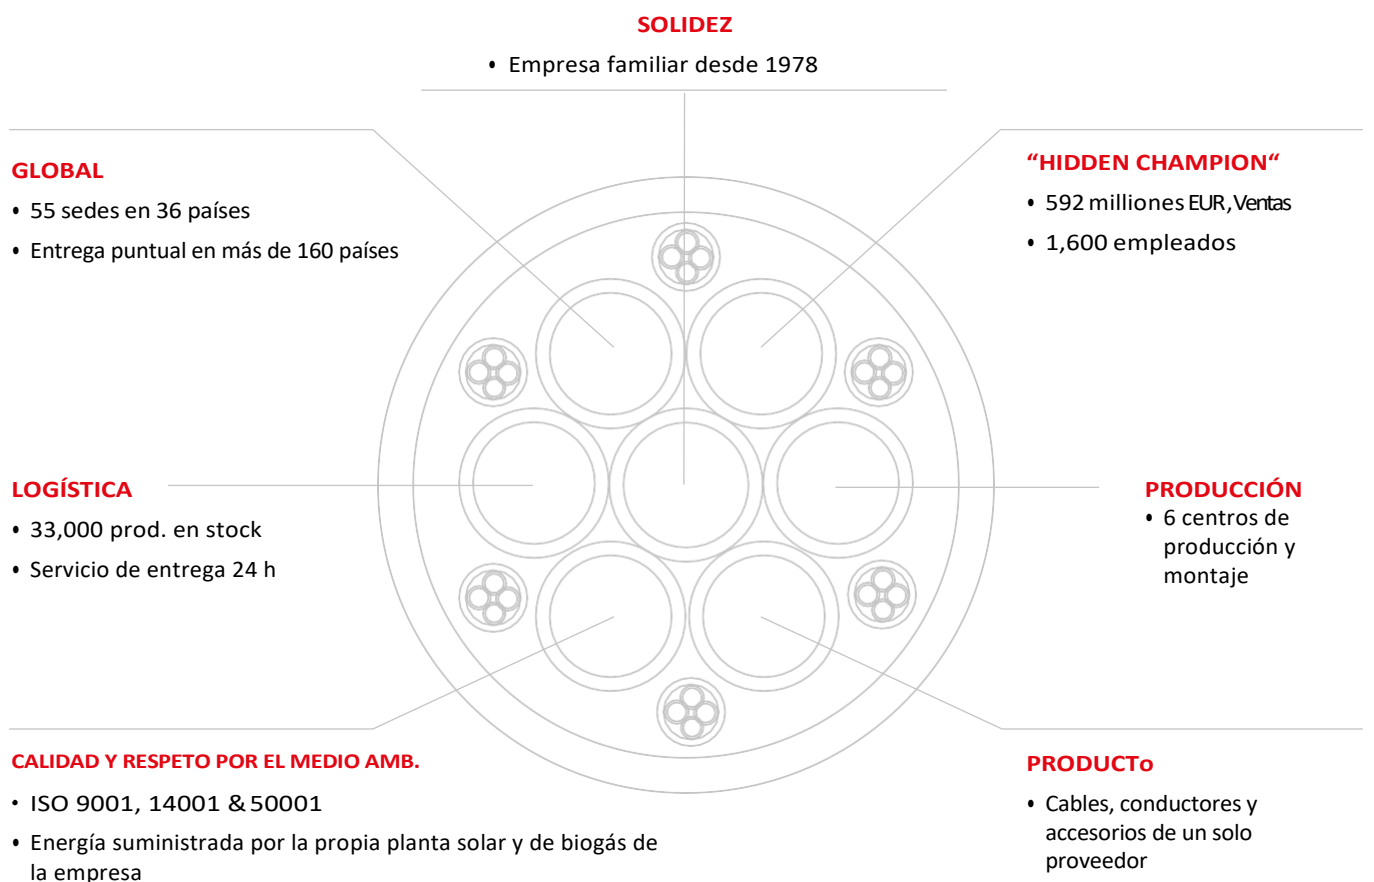 SOLIDEZ
• Empresa familiar desde 1978
GLOBAL
• 55 sedes en 36 países
• Entrega puntual en más de 160 países
“HIDDEN CHAMPION“
• 592 milliones EUR, Ventas
• 1,600 empleados
LOGÍSTICA
• 33,000 prod. en stock
• Servicio de entrega 24 h
PRODUCCIÓN
• 6 centros de
producción y
montaje
CALIDAD Y RESPETO POR EL MEDIO AMB.
• ISO 9001, 14001 & 50001
• Energía suministrada por la propia planta solar y de biogás de
la empresa
PRODUCTo
• Cables, conductores y
accesorios de un solo
proveedor